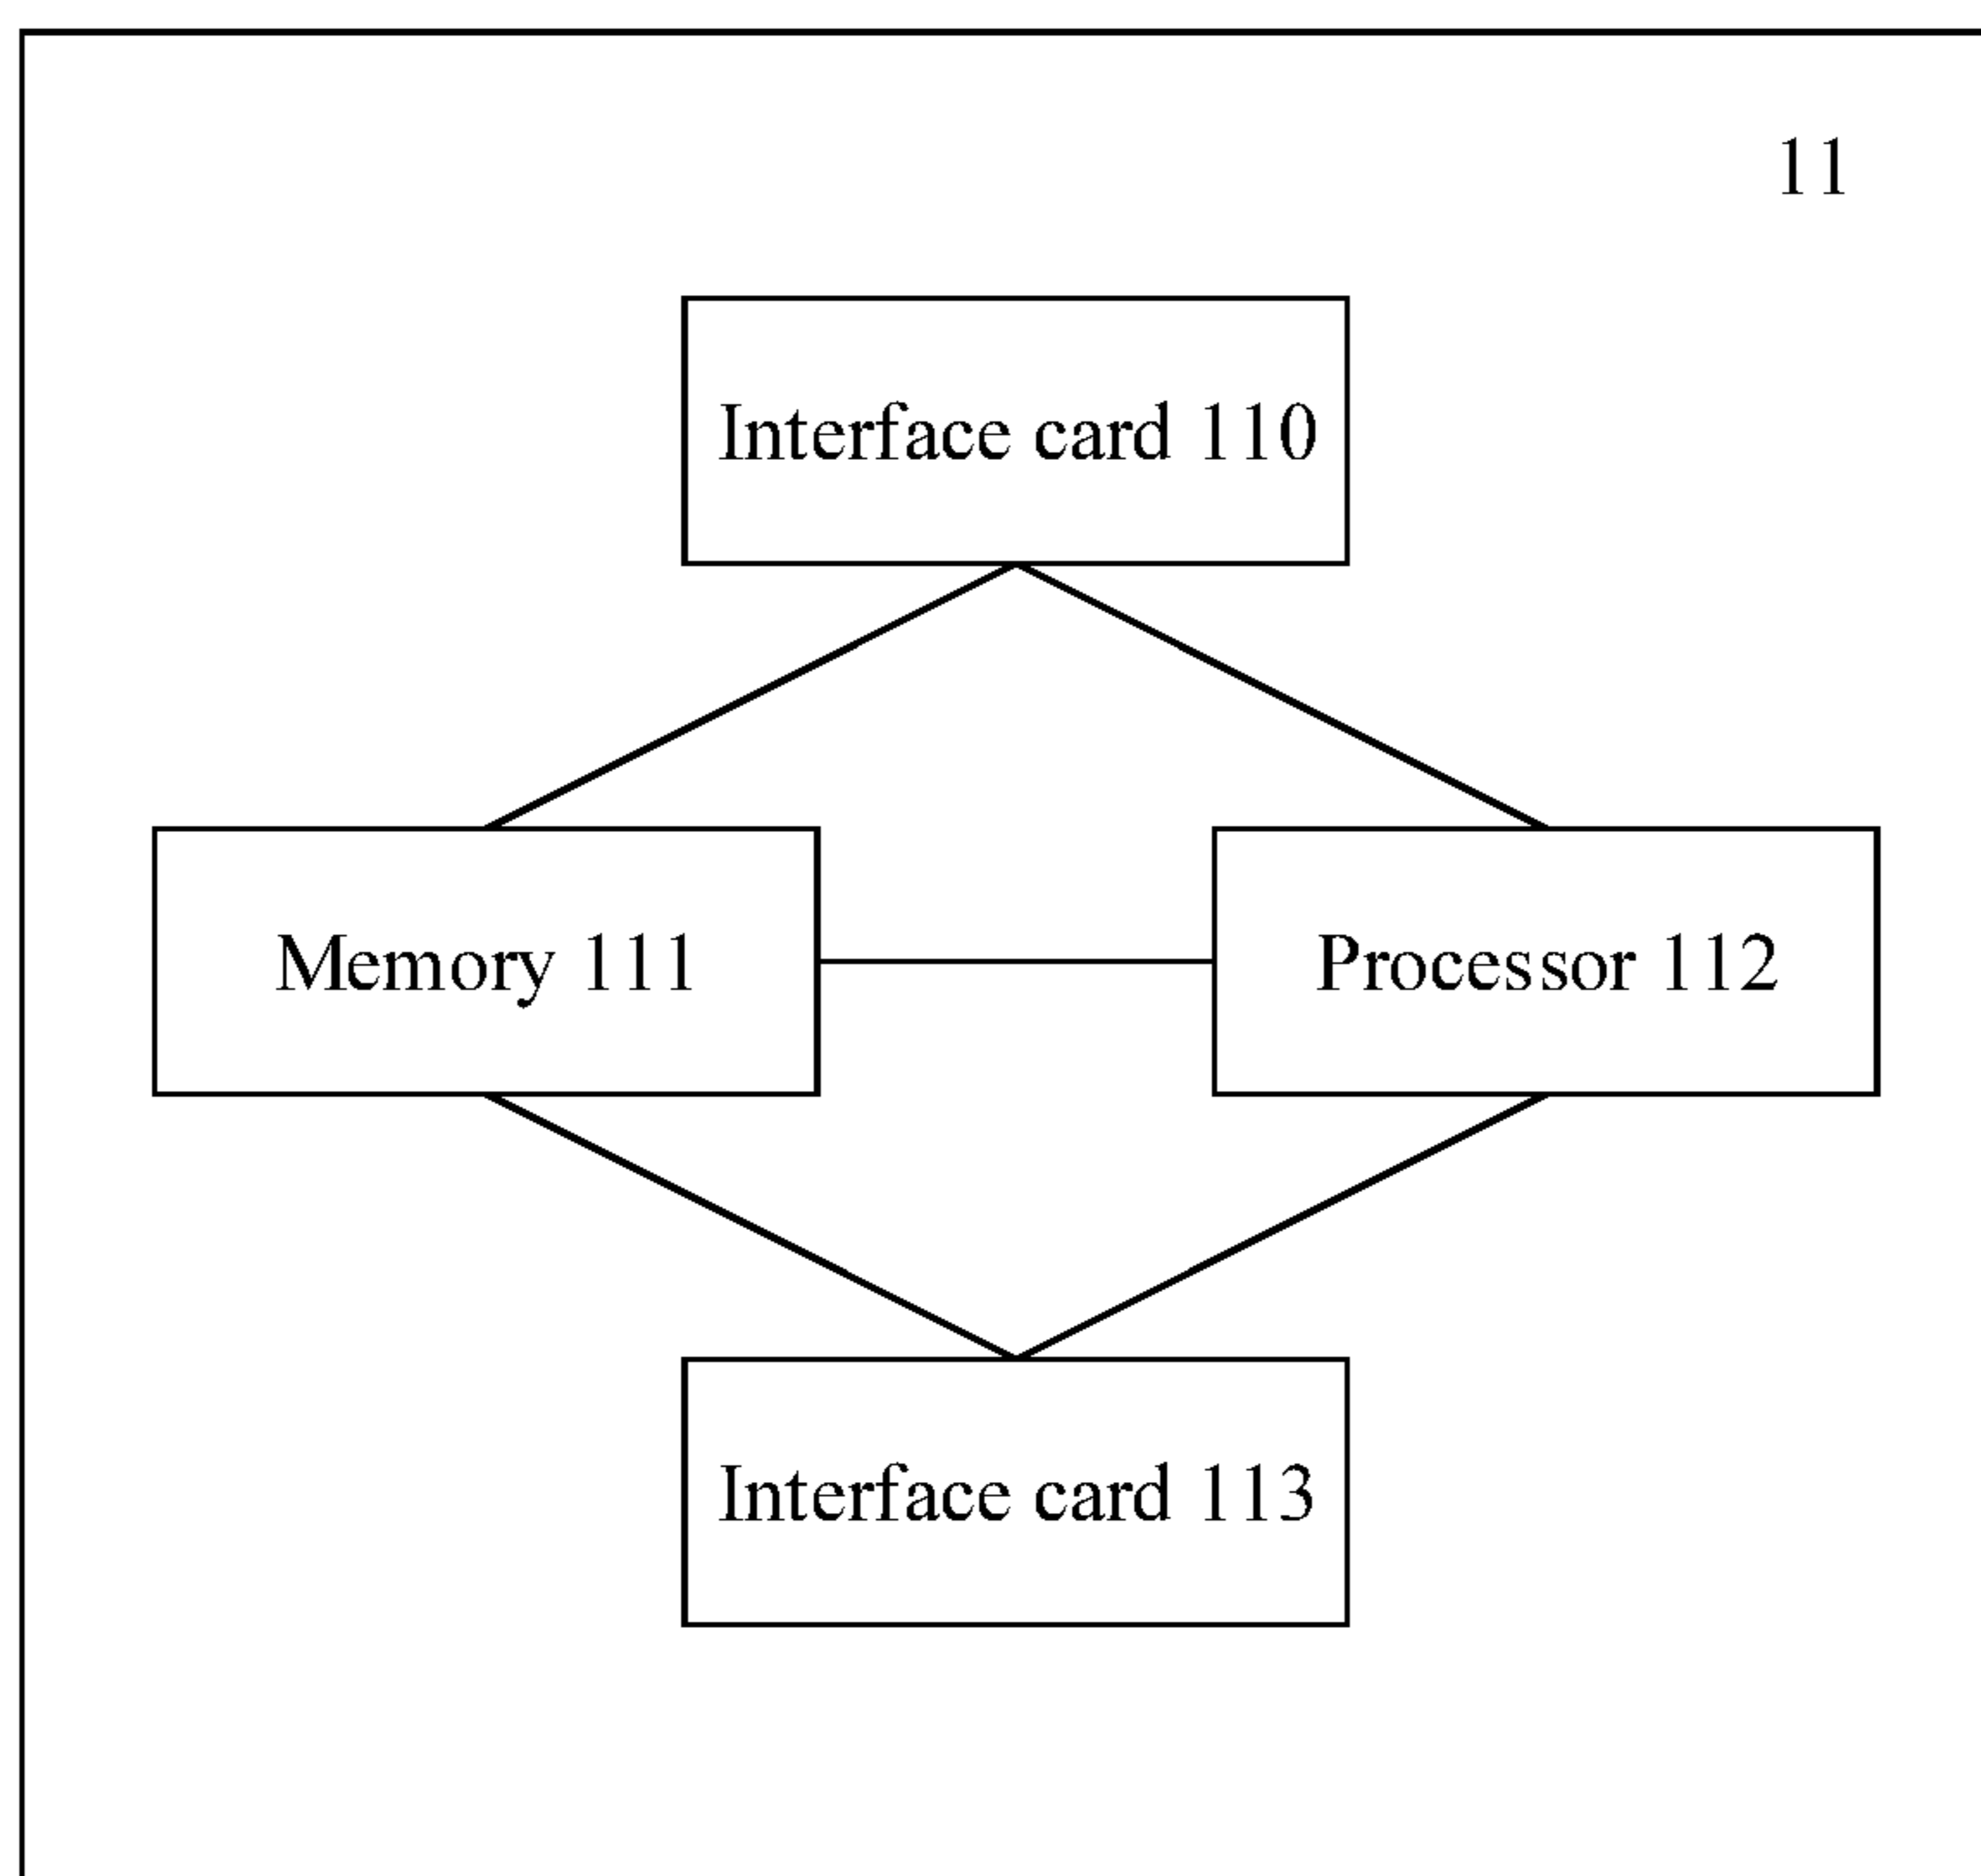 11
Interface card 110
Memory 111
Processor 112
Interface card 113